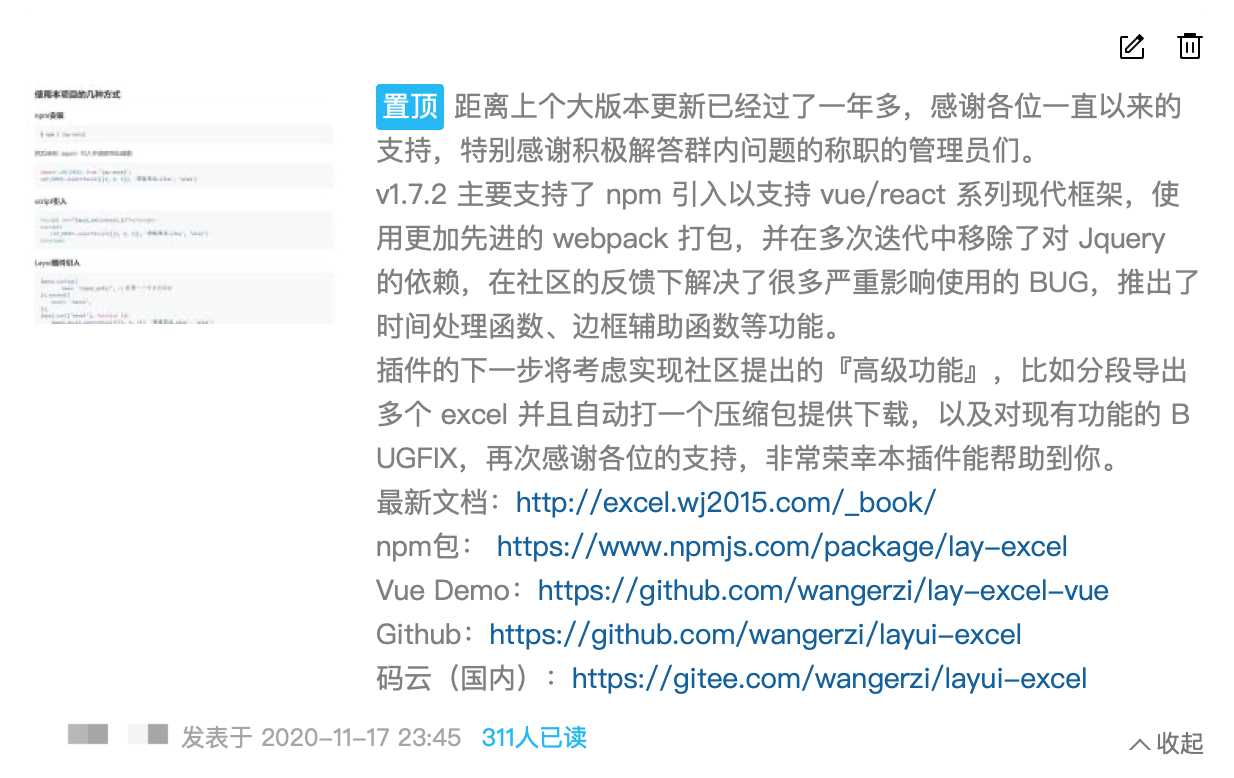 使用本项目的几种方式
npm安装
script引入
Layui插件引入
置顶 距离上个大版本更新已经过了一年多，感谢各位一直以来的
支持，特别感谢积极解答群内问题的称职的管理员们。
v1.7.2 主要支持了 npm 引入以支持 vue/react 系列现代框架，使
用更加先进的 webpack 打包，并在多次迭代中移除了对 Jquery
的依赖，在社区的反馈下解决了很多严重影响使用的 BUG，推出了
时间处理函数、边框辅助函数等功能。
插件的下一步将考虑实现社区提出的『高级功能』，比如分段导出
多个 excel 并且自动打一个压缩包提供下载，以及对现有功能的 B
UGFIX，再次感谢各位的支持，非常荣幸本插件能帮助到你。
最新文档：http://excel.wj2015.com/_book/
npm包： https://www.npmjs.com/package/lay-excel
Vue Demo：https://github.com/wangerzi/lay-excel-vue
Github：https://github.com/wangerzi/layui-excel
码云（国内）：https://gitee.com/wangerzi/layui-excel
发表于 2020-11-17 23:45 311人已读
收起